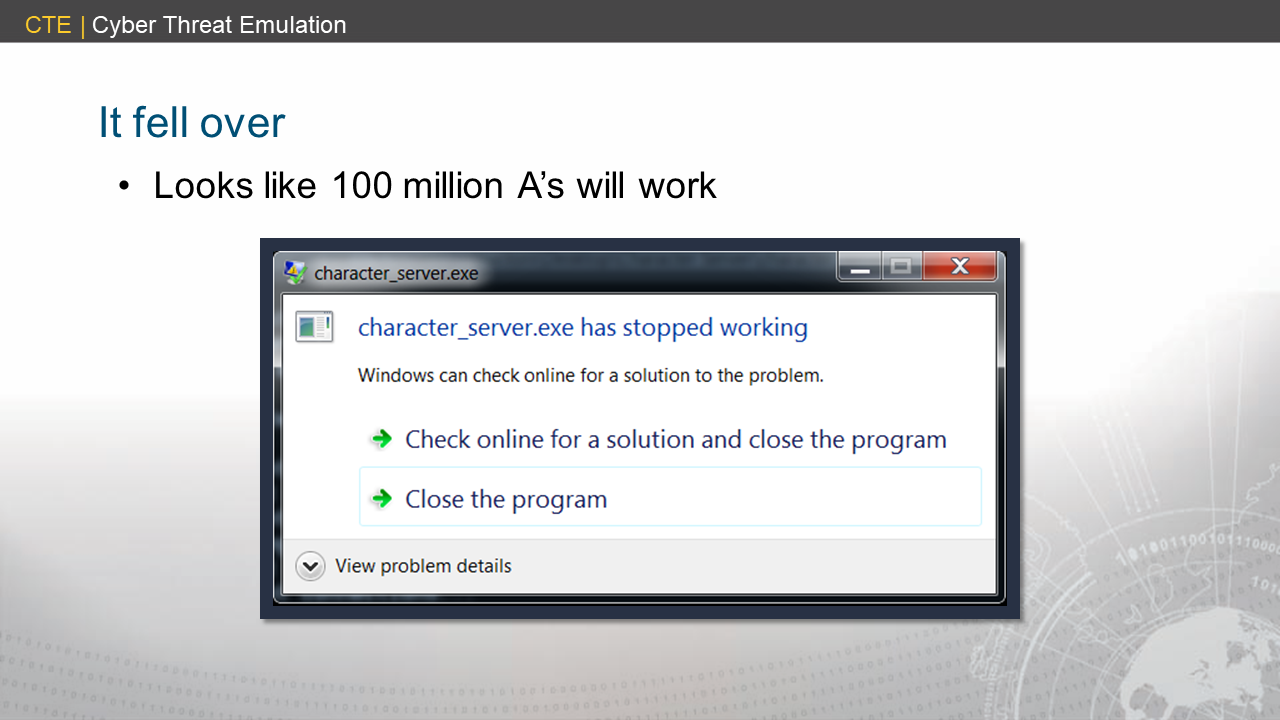 CTE | Cyber Threat Emulation
It fell over
• Looks like 100 million A’s will work
character_server.exe
character_server.exe has stopped working
Windows can check online for a solution to the problem.
Check online for a solution and close the program
Close the program
View problem details